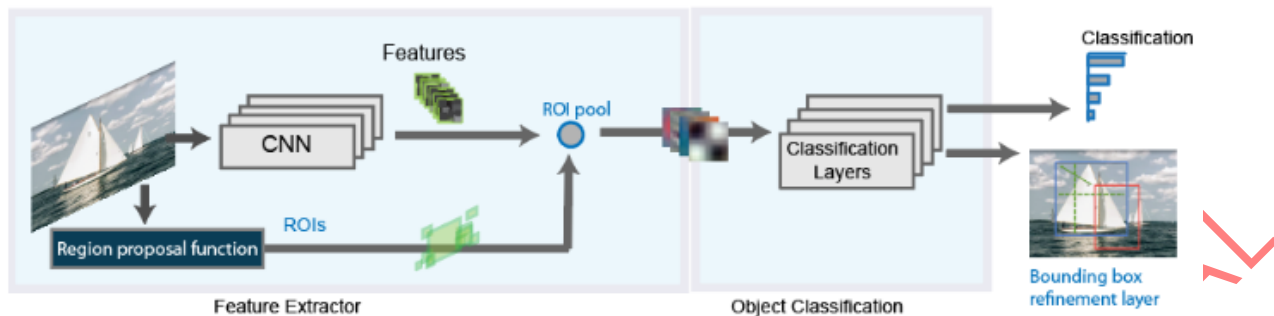 Features
Classification
ROI pool
CNN
Classification
Layers
ROIs
Region proposal function
Bounding box
refinement layer
Feature Extractor
Object Classification